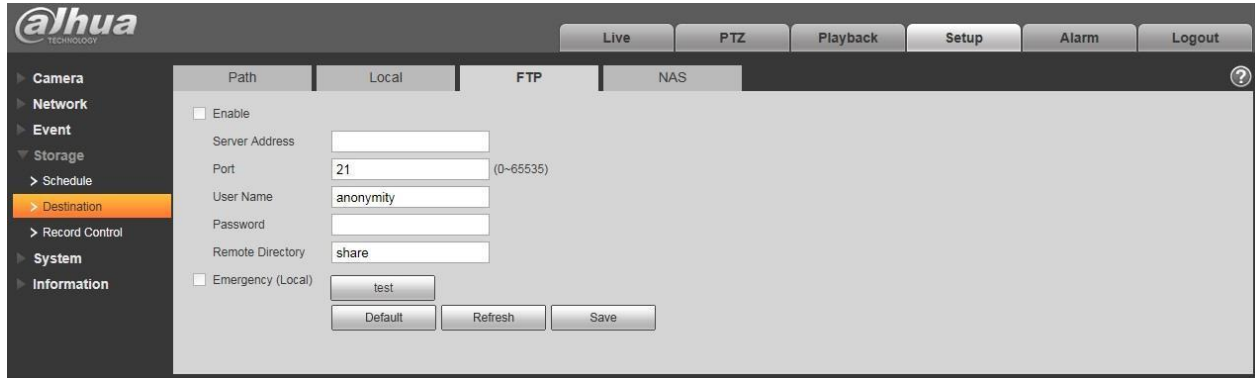 alhua
TECHNOLOGY
Live PTZ Playback Setup Alarm Logout
Camera
Network
Event
Storage
> Schedule
> Destination
> Record Control
System
Information
Path Local FTP NAS ?
Enable
Server Address
Port 21 (0~65535)
User Name anonymity
Password
Remote Directory share
Emergency (Local) test
Default Refresh Save